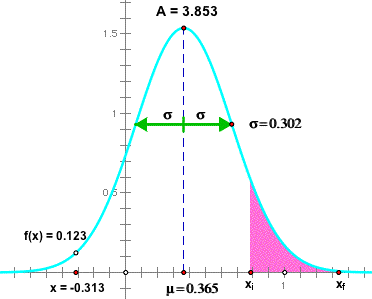 A = 3.853
1.5
1
σ σ
σ=0.302
0.5
f(x) = 0.123
x = -0.313
μ=0.365
xi
1
xf